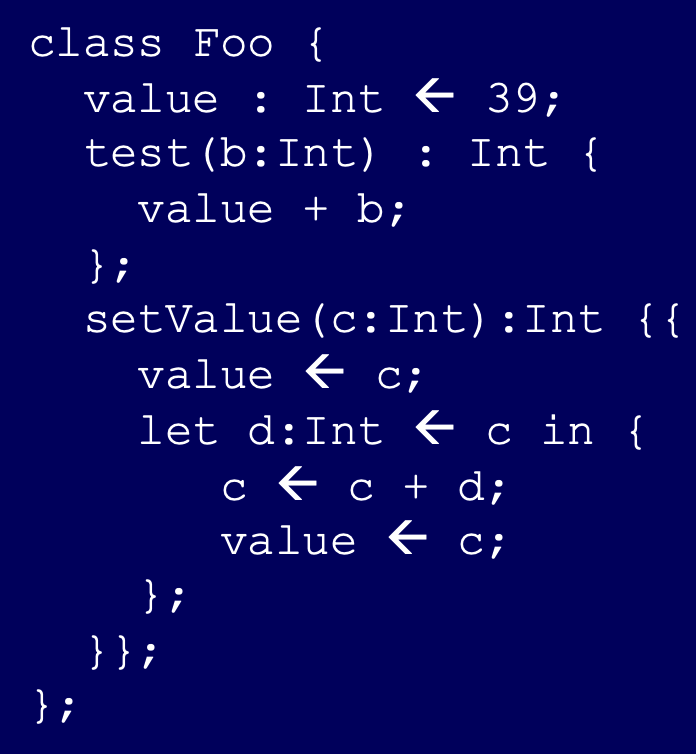 class Foo {
  value : Int ← 39;
  test(b:Int) : Int {
    value + b;
  };
  setValue(c:Int):Int {{
    value ← c;
    let d:Int ← c in {
       c ← c + d;
       value ← c;
    };
  }};
};